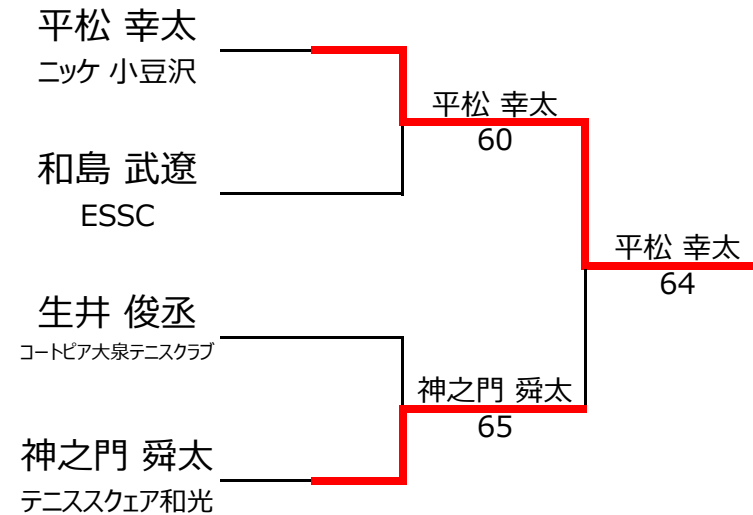 平松 幸太
ニッケ 小豆沢
平松 幸太
60
和島 武遼
ESSC
平松 幸太
64
生井 俊丞
コートピア大泉テニスクラブ
神之門 舜太
65
神之門 舜太
テニススクェア和光